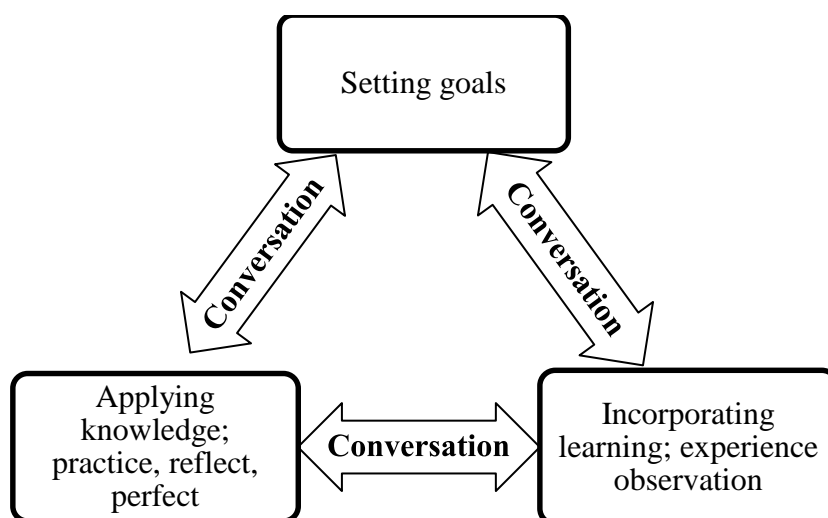 Setting goals
Conversation
Conversation
Applying
knowledge;
practice, reflect,
perfect
Conversation
Incorporating
learning; experience
observation